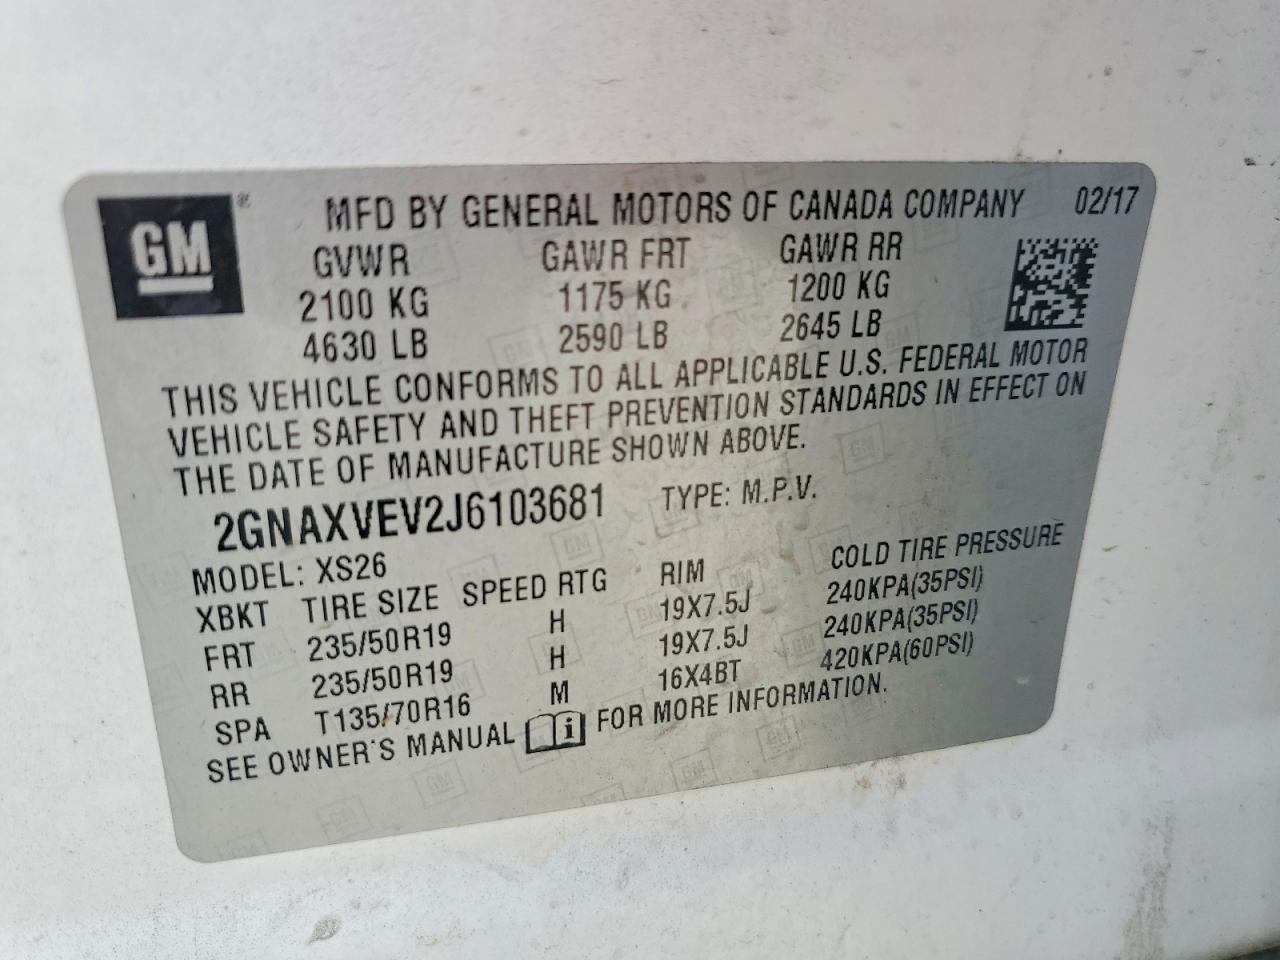 GM ®
MFD BY GENERAL MOTORS OF CANADA COMPANY 02/17
GVWR GAWR FRT GAWR RR
2100 KG 1175 KG 1200 KG
4630 LB 2590 LB 2645 LB
THIS VEHICLE CONFORMS TO ALL APPLICABLE U.S. FEDERAL MOTOR
VEHICLE SAFETY AND THEFT PREVENTION STANDARDS IN EFFECT ON
THE DATE OF MANUFACTURE SHOWN ABOVE.
2GNAXVEV2J6103681 TYPE: M.P.V.
MODEL: XS26
XBKT TIRE SIZE SPEED RTG RIM COLD TIRE PRESSURE
FRT 235/50R19 H 19X7.5J 240KPA(35PSI)
RR 235/50R19 H 19X7.5J 240KPA(35PSI)
SPA T135/70R16 M 16X4BT 420KPA(60PSI)
SEE OWNER'S MANUAL i FOR MORE INFORMATION.